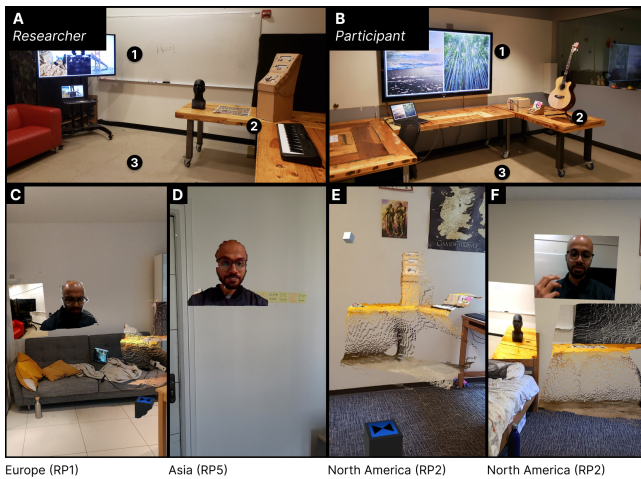 A
Researcher
1
2
3
B
Participant
1
2
3
C
D
E
GAME OF THRONES
F
Europe (RP1)
Asia (RP5)
North America (RP2)
North America (RP2)